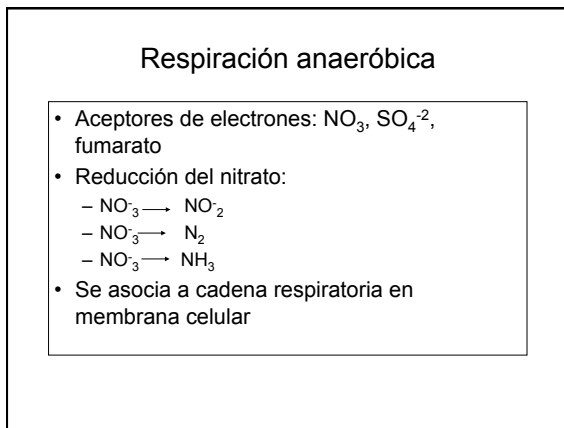 Respiración anaeróbica
• Aceptores de electrones: NO₃, SO₄⁻², 
fumarato
• Reducción del nitrato:
– NO⁻₃ ⟶ NO⁻₂
– NO⁻₃ ⟶ N₂
– NO⁻₃ ⟶ NH₃
• Se asocia a cadena respiratoria en
membrana celular